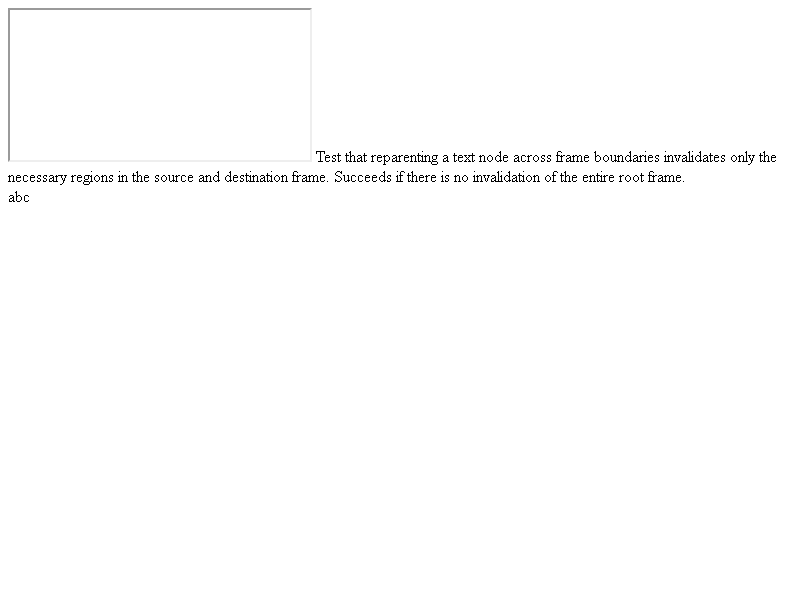 Test that reparenting a text node across frame boundaries invalidates only the
necessary regions in the source and destination frame. Succeeds if there is no invalidation of the entire root frame.
abc